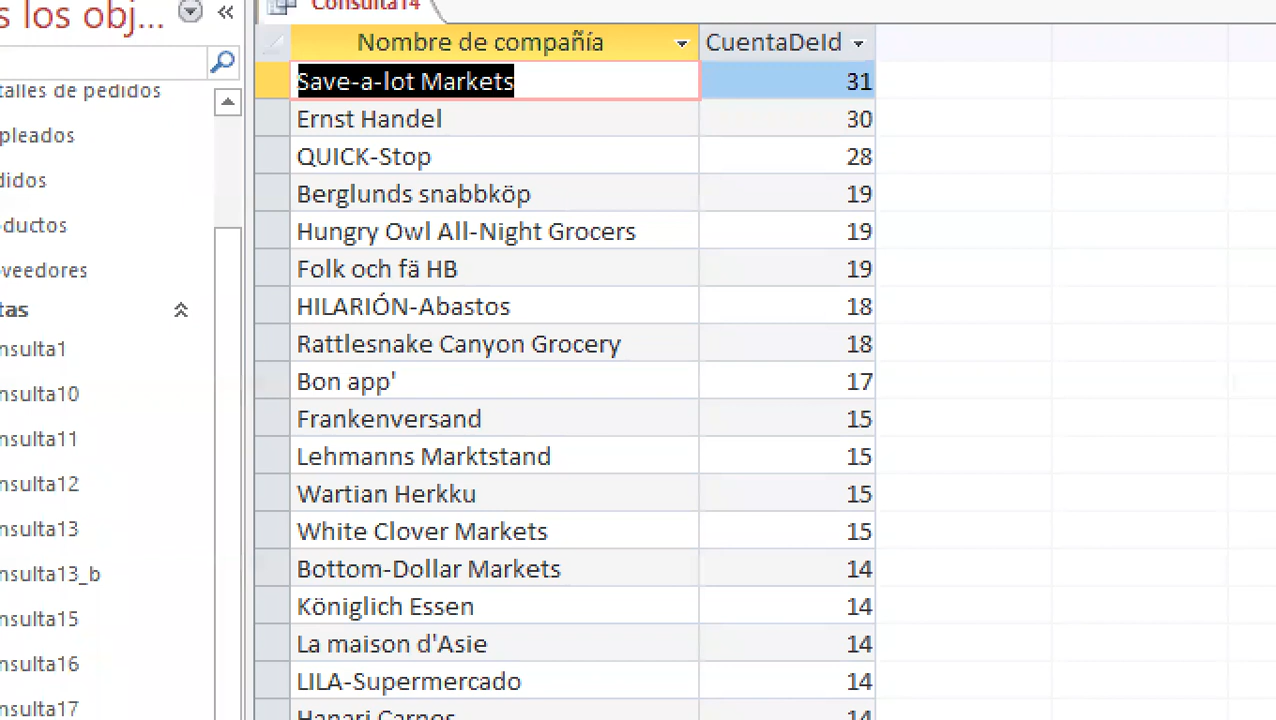 s los obj...
Consulta14
Nombre de compañía CuentaDeId
Save-a-lot Markets 31
Ernst Handel 30
QUICK-Stop 28
Berglunds snabbköp 19
Hungry Owl All-Night Grocers 19
Folk och fä HB 19
HILARIÓN-Abastos 18
Rattlesnake Canyon Grocery 18
Bon app' 17
Frankenversand 15
Lehmanns Marktstand 15
Wartian Herkku 15
White Clover Markets 15
Bottom-Dollar Markets 14
Königlich Essen 14
La maison d'Asie 14
LILA-Supermercado 14
Hanari Carnes 14
talles de pedidos
pleados
didos
ductos
veedores
tas
nsulta1
nsulta10
nsulta11
nsulta12
nsulta13
nsulta13_b
nsulta15
nsulta16
nsulta17